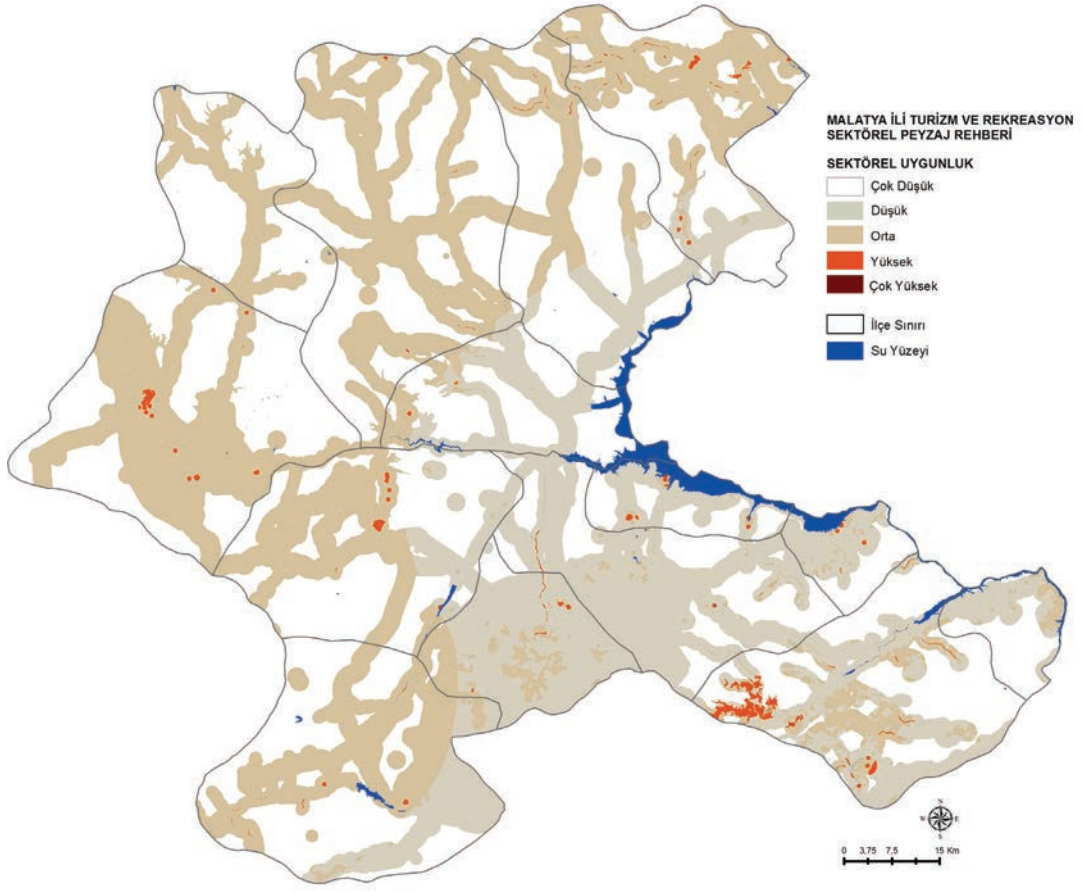 MALATYA İLİ TURİZM VE REKREASYON
SEKTÖREL PEYZAJ REHBERİ
SEKTÖREL UYGUNLUK
Çok Düşük
Düşük
Orta
Yüksek
Çok Yüksek
İlçe Sınırı
Su Yüzeyi
N
W E
S
0 3,75 7,5 15 Km